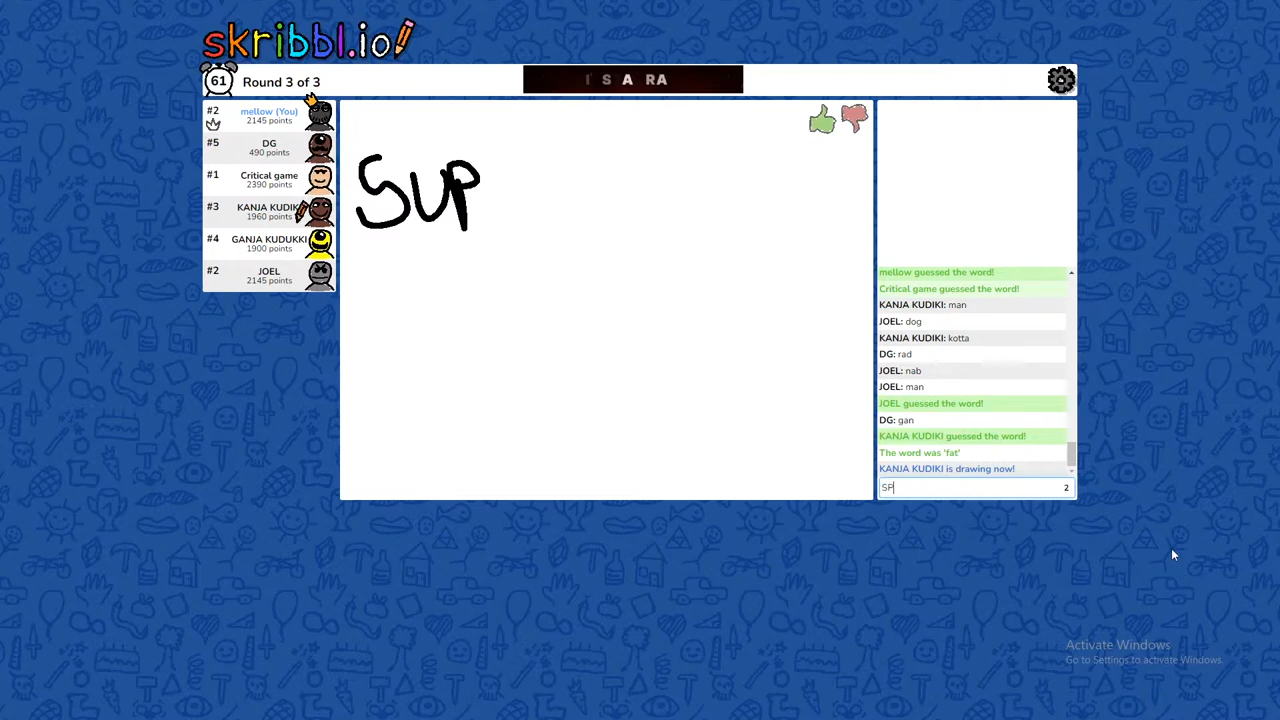 skribbl.io
61
Round 3 of 3
I'S A RA
#2
mellow (You)
2145 points
#5
DG
490 points
#1
Critical game
2390 points
#3
KANJA KUDIK
1960 points
#4
GANJA KUDUKKI
1900 points
#2
JOEL
2145 points
SUP
mellow guessed the word!
Critical game guessed the word!
KANJA KUDIKI: man
JOEL: dog
KANJA KUDIKI: kotta
DG: rad
JOEL: nab
JOEL: man
JOEL guessed the word!
DG: gan
KANJA KUDIKI guessed the word!
The word was 'fat'
KANJA KUDIKI is drawing now!
SP
2
Activate Windows
Go to Settings to activate Windows.